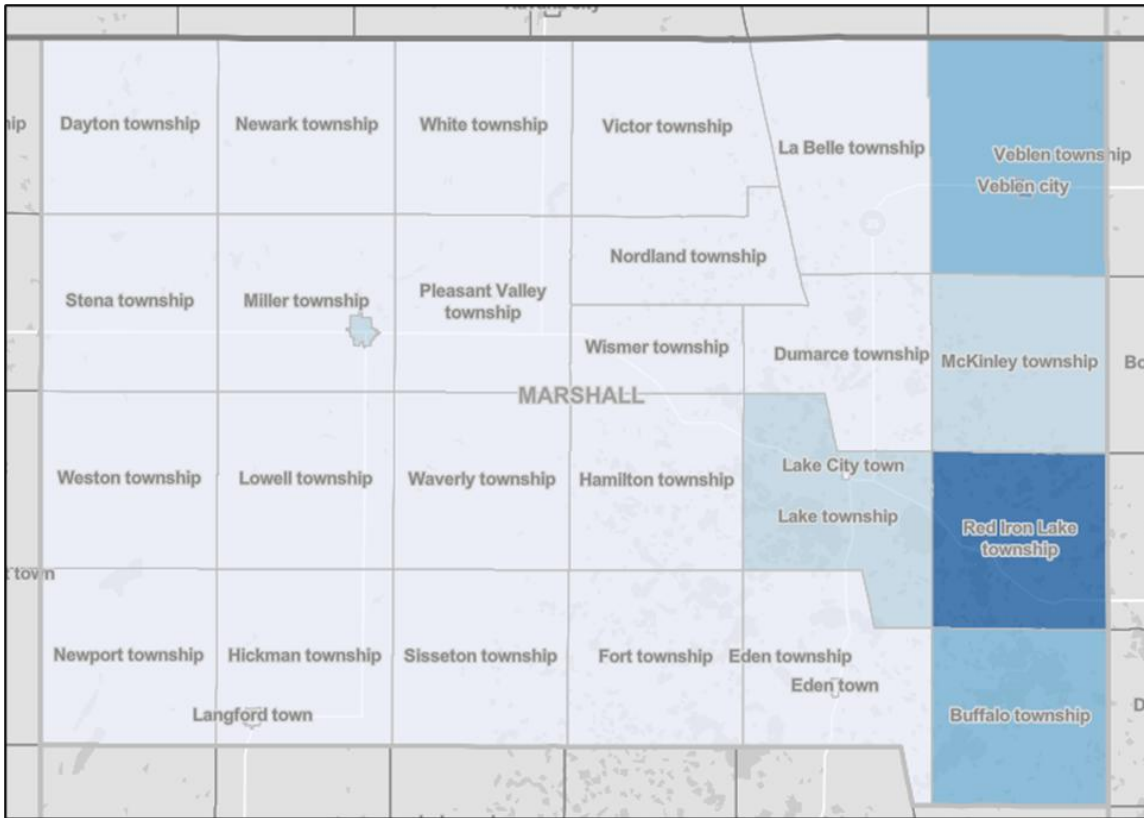 Dayton township
Newark township
White township
Victor township
La Belle township
Veblen township
Veblen city
Nordland township
Stena township
Miller township
Pleasant Valley
township
Wismer township
Dumarce township
McKinley township
MARSHALL
Weston township
Lowell township
Waverly township
Hamilton township
Lake City town
Lake township
Red Iron Lake
township
town
Newport township
Hickman township
Sisseton township
Fort township
Eden township
Eden town
Langford town
Buffalo township